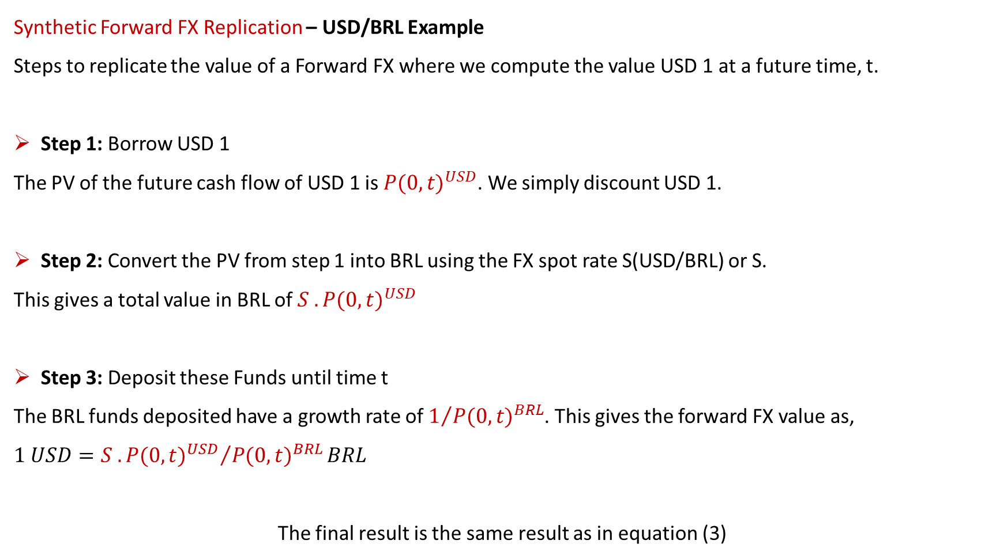 Synthetic Forward FX Replication – USD/BRL Example
Steps to replicate the value of a Forward FX where we compute the value USD 1 at a future time, t.
➢ Step 1: Borrow USD 1
The PV of the future cash flow of USD 1 is P(0, t)^USD. We simply discount USD 1.
➢ Step 2: Convert the PV from step 1 into BRL using the FX spot rate S(USD/BRL) or S.
This gives a total value in BRL of S . P(0, t)^USD
➢ Step 3: Deposit these Funds until time t
The BRL funds deposited have a growth rate of 1/P(0, t)^BRL. This gives the forward FX value as,
1 USD = S . P(0, t)^USD/P(0, t)^BRL BRL
The final result is the same result as in equation (3)